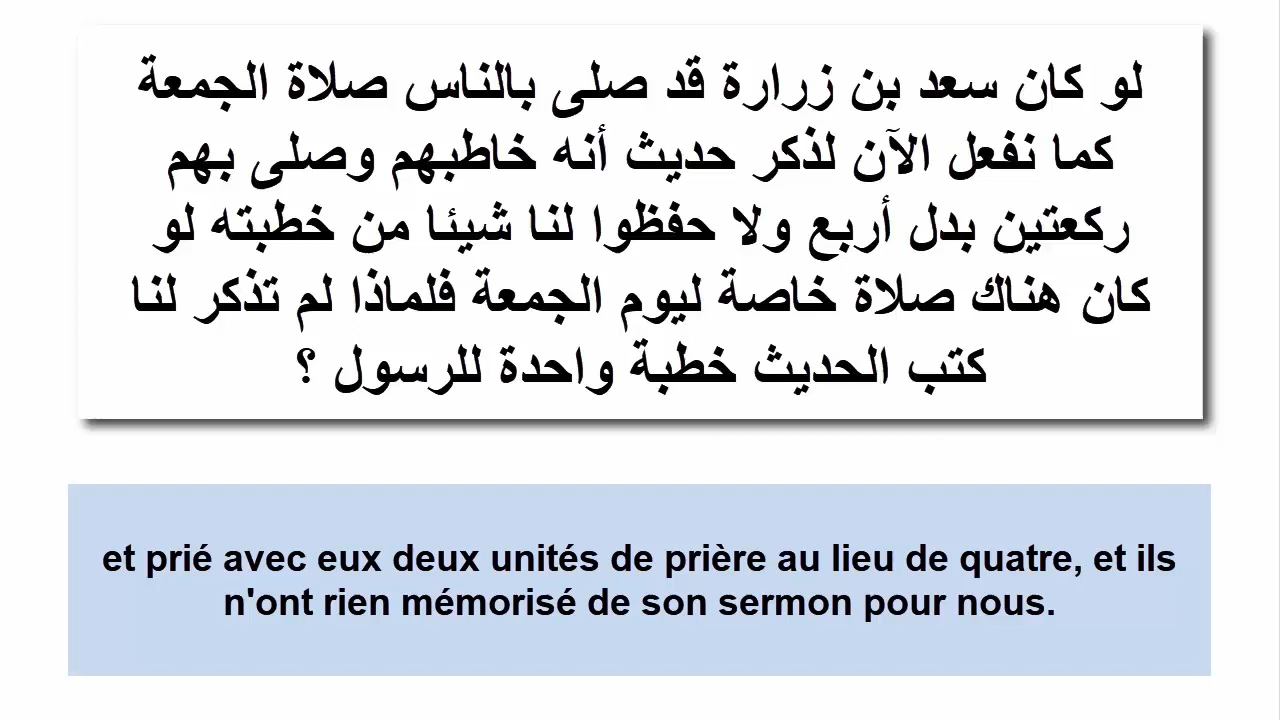 لو كان سعد بن زرارة قد صلى بالناس صلاة الجمعة
كما نفعل الآن لذكر حديث أنه خاطبهم وصلى بهم
ركعتين بدل أربع ولا حفظوا لنا شيئا من خطبته لو
كان هناك صلاة خاصة ليوم الجمعة فلماذا لم تذكر لنا
كتب الحديث خطبة واحدة للرسول ؟
et prié avec eux deux unités de prière au lieu de quatre, et ils
n'ont rien mémorisé de son sermon pour nous.